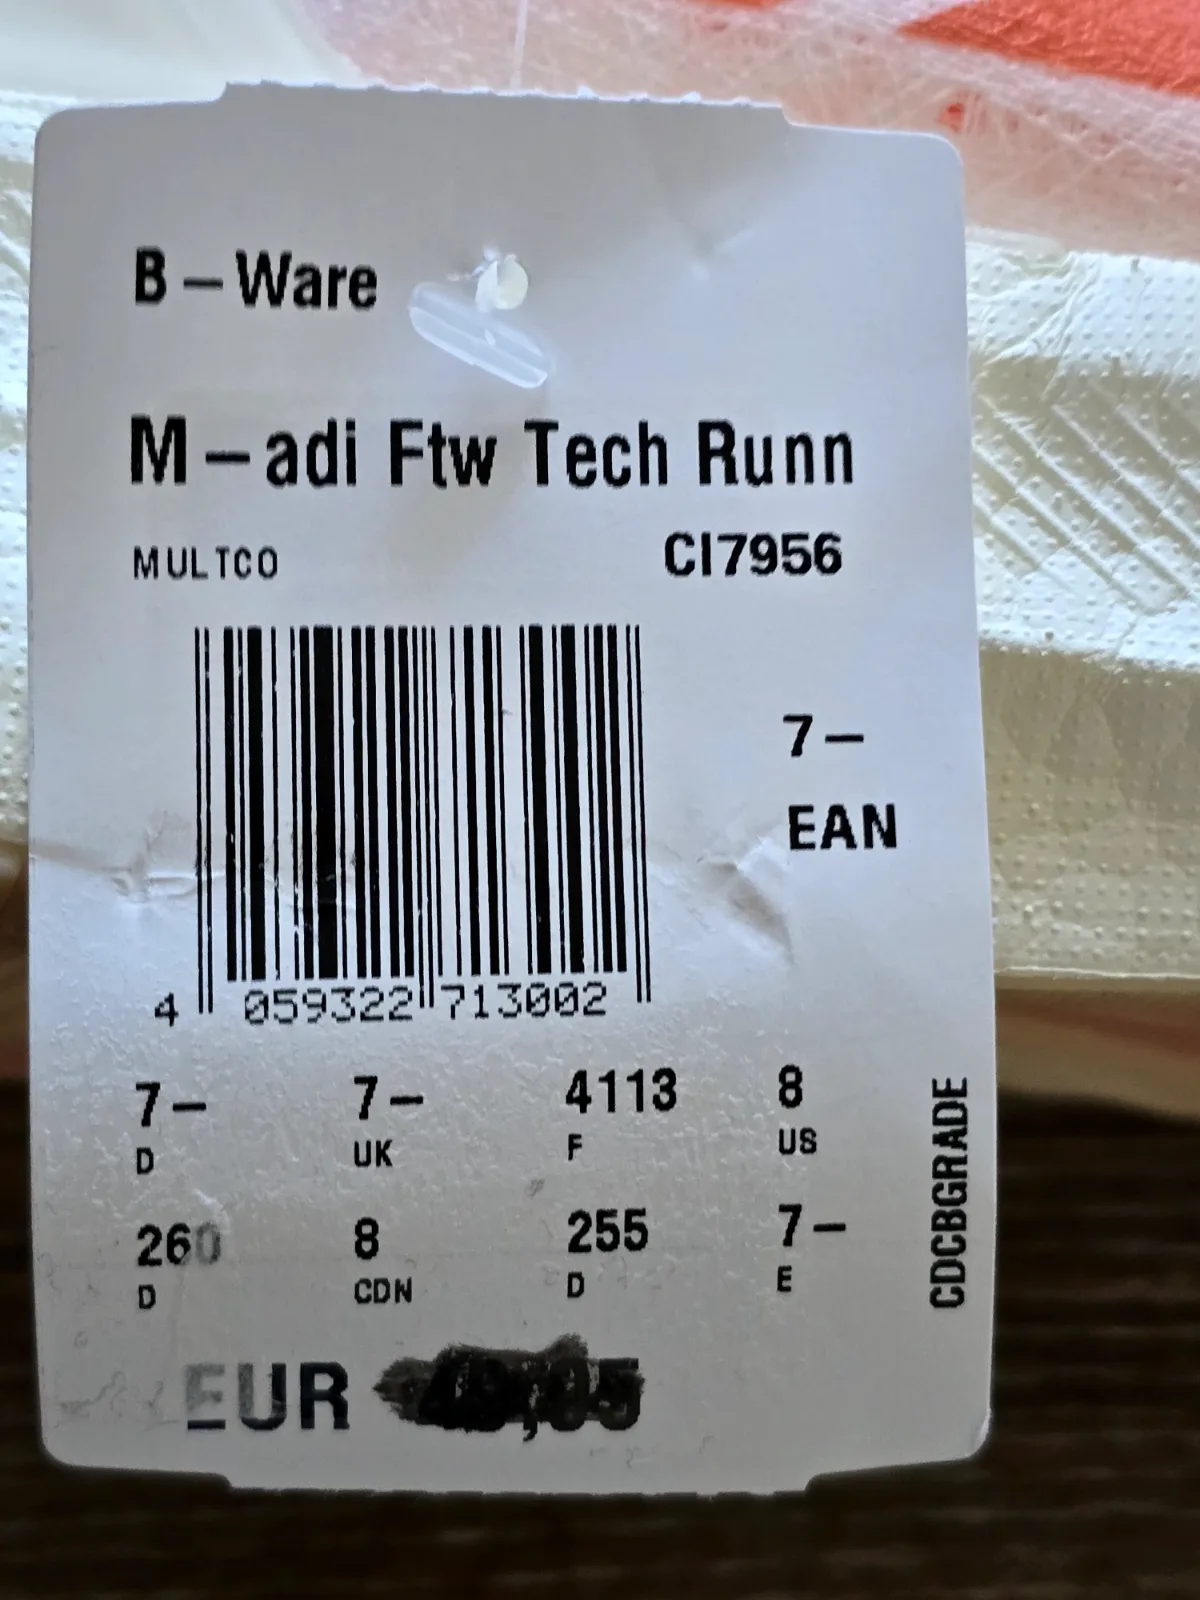 B – Ware
M – adi Ftw Tech Runn
MULTCO CI7956
7 –
EAN
4 059322 713002
7 – 7 – 4113 8
D UK F US
260 8 255 7 –
D CDN D E
CDCBGRADE
EUR